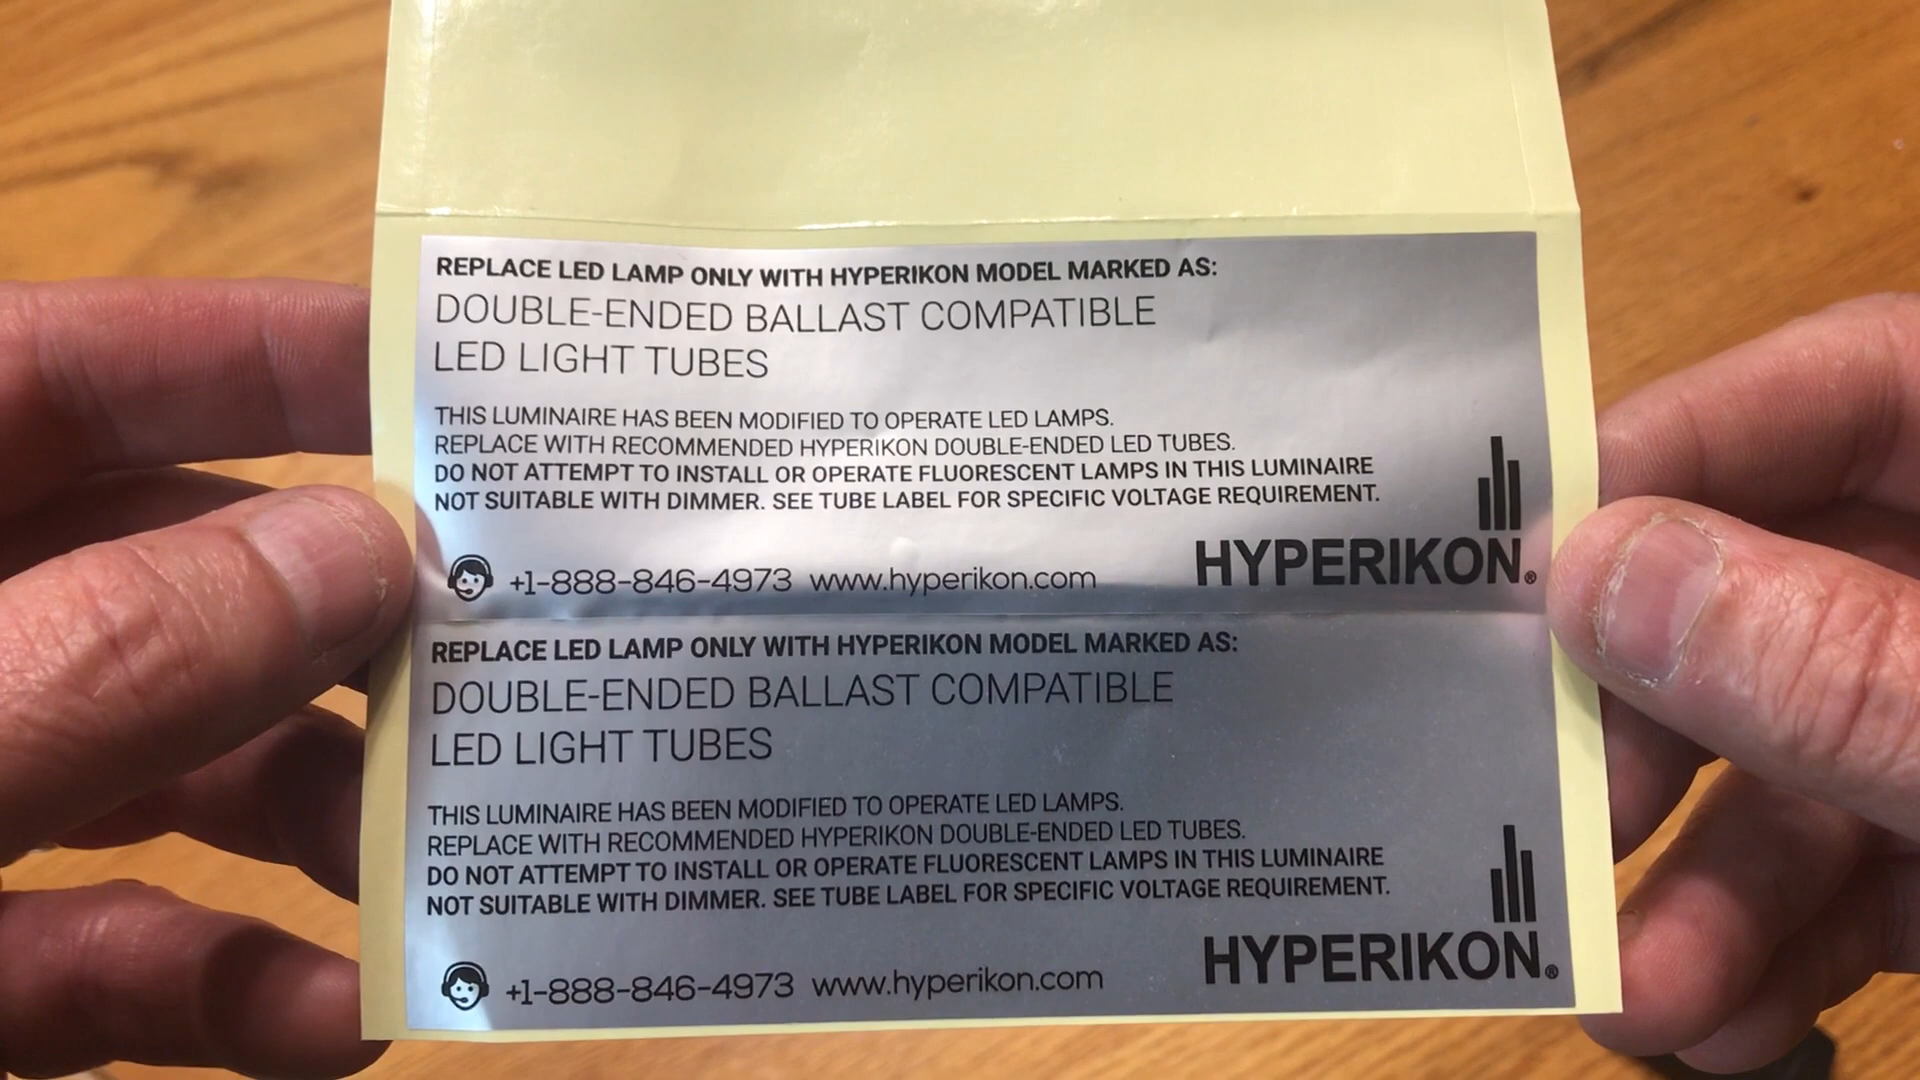 REPLACE LED LAMP ONLY WITH HYPERIKON MODEL MARKED AS:
DOUBLE-ENDED BALLAST COMPATIBLE
LED LIGHT TUBES
THIS LUMINAIRE HAS BEEN MODIFIED TO OPERATE LED LAMPS.
REPLACE WITH RECOMMENDED HYPERIKON DOUBLE-ENDED LED TUBES.
DO NOT ATTEMPT TO INSTALL OR OPERATE FLUORESCENT LAMPS IN THIS LUMINAIRE
NOT SUITABLE WITH DIMMER. SEE TUBE LABEL FOR SPECIFIC VOLTAGE REQUIREMENT.
+1-888-846-4973 www.hyperikon.com
HYPERIKON®
REPLACE LED LAMP ONLY WITH HYPERIKON MODEL MARKED AS:
DOUBLE-ENDED BALLAST COMPATIBLE
LED LIGHT TUBES
THIS LUMINAIRE HAS BEEN MODIFIED TO OPERATE LED LAMPS.
REPLACE WITH RECOMMENDED HYPERIKON DOUBLE-ENDED LED TUBES.
DO NOT ATTEMPT TO INSTALL OR OPERATE FLUORESCENT LAMPS IN THIS LUMINAIRE
NOT SUITABLE WITH DIMMER. SEE TUBE LABEL FOR SPECIFIC VOLTAGE REQUIREMENT.
+1-888-846-4973 www.hyperikon.com
HYPERIKON®